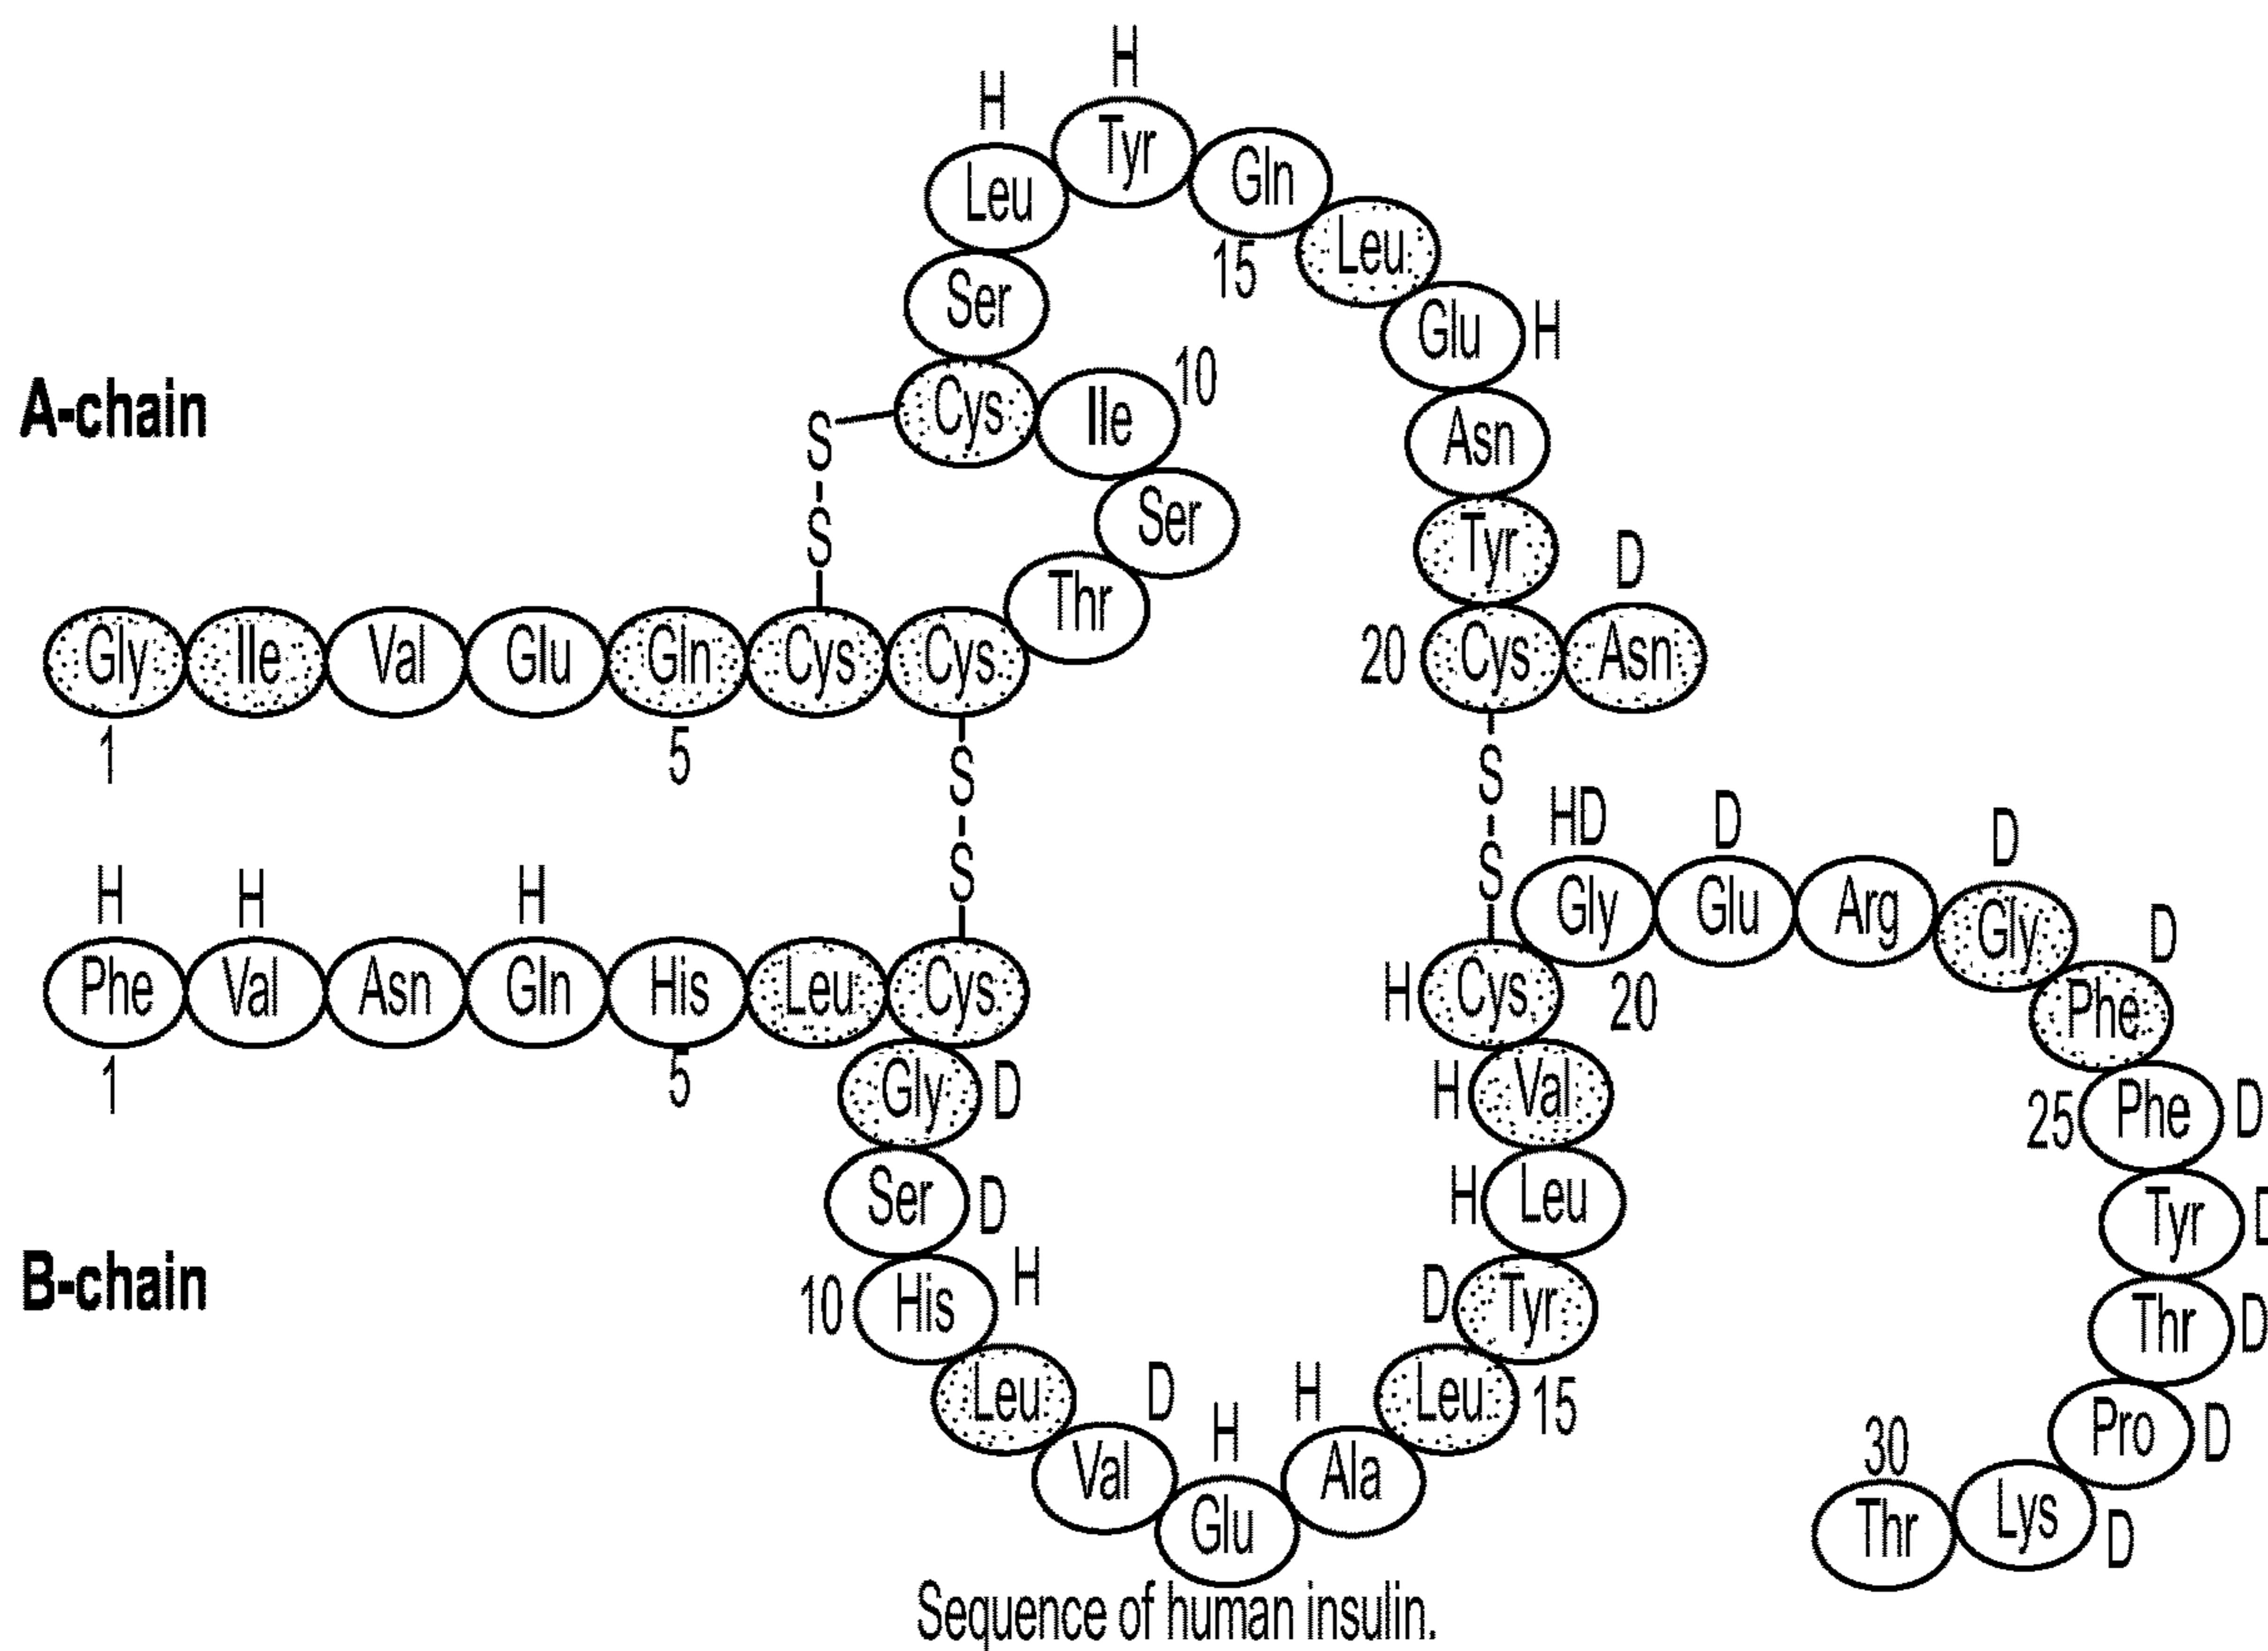 H
H
Leu Tyr Gln Leu Glu H
15
Ser Asn
A-chain
Cys Ile 10
S
S
Ser Tyr
D
Thr
Gly Ile Val Glu Gln Cys Cys
20 Cys Asn
1 5
S S
S S
HD D D
Gly Glu Arg Gly D
20
H H H
Phe Val Asn Gln His Leu Cys
1 5
H Cys Phe
Gly D
H Val
25 Phe D
Ser D
H Leu
Tyr D
B-chain
10 His H
D Tyr
Thr D
Leu Val D Glu H Ala H Leu 15
Pro D
30
Thr Lys D
Sequence of human insulin.